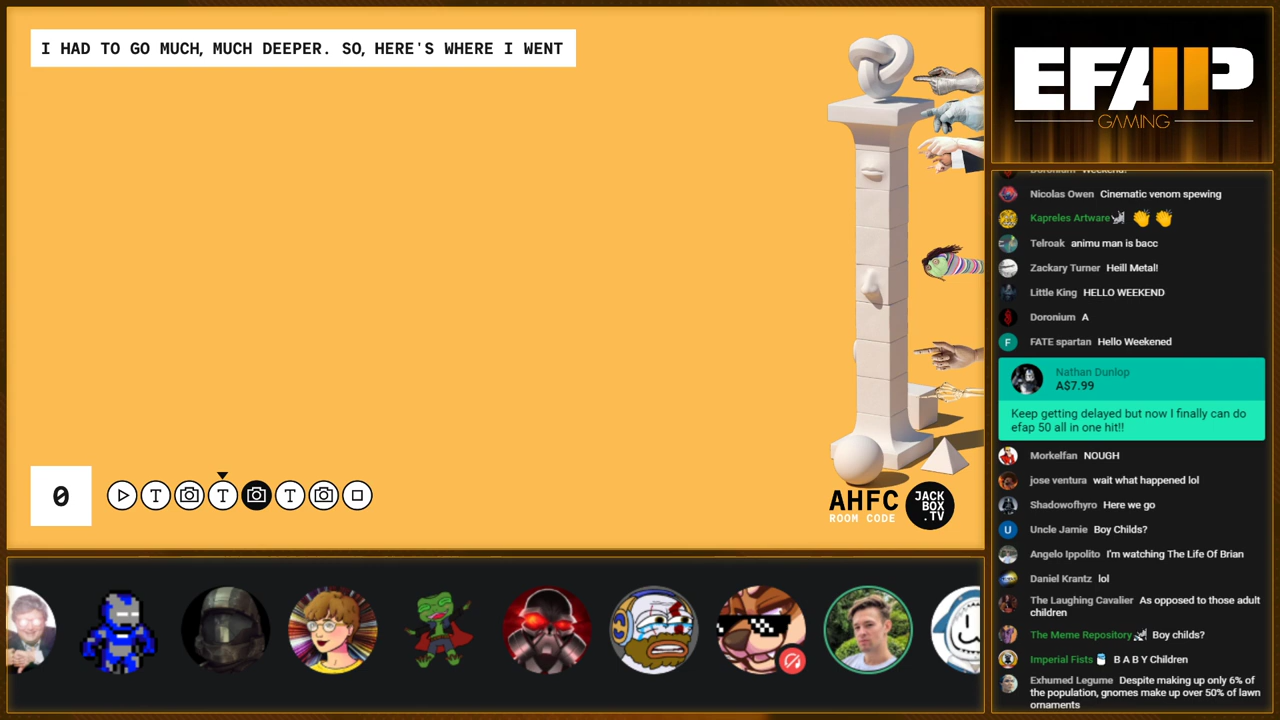 I HAD TO GO MUCH, MUCH DEEPER. SO, HERE'S WHERE I WENT
0
T
T
T
AHFC
ROOM CODE
JACK
BOX
.TV
EFAP
GAMING
Doronium Weekend!
Nicolas Owen Cinematic venom spewing
Kapreles Artware 👏 👏
Telroak animu man is bacc
Zackary Turner Heill Metal!
Little King HELLO WEEKEND
Doronium A
F FATE spartan Hello Weekened
Nathan Dunlop
A$7.99
Keep getting delayed but now I finally can do
efap 50 all in one hit!!
Morkelfan NOUGH
jose ventura wait what happened lol
Shadowofhyro Here we go
U Uncle Jamie Boy Childs?
Angelo Ippolito I'm watching The Life Of Brian
Daniel Krantz lol
The Laughing Cavalier As opposed to those adult
children
The Meme Repository Boy childs?
Imperial Fists B A B Y Children
Exhumed Legume Despite making up only 6% of
the population, gnomes make up over 50% of lawn
ornaments